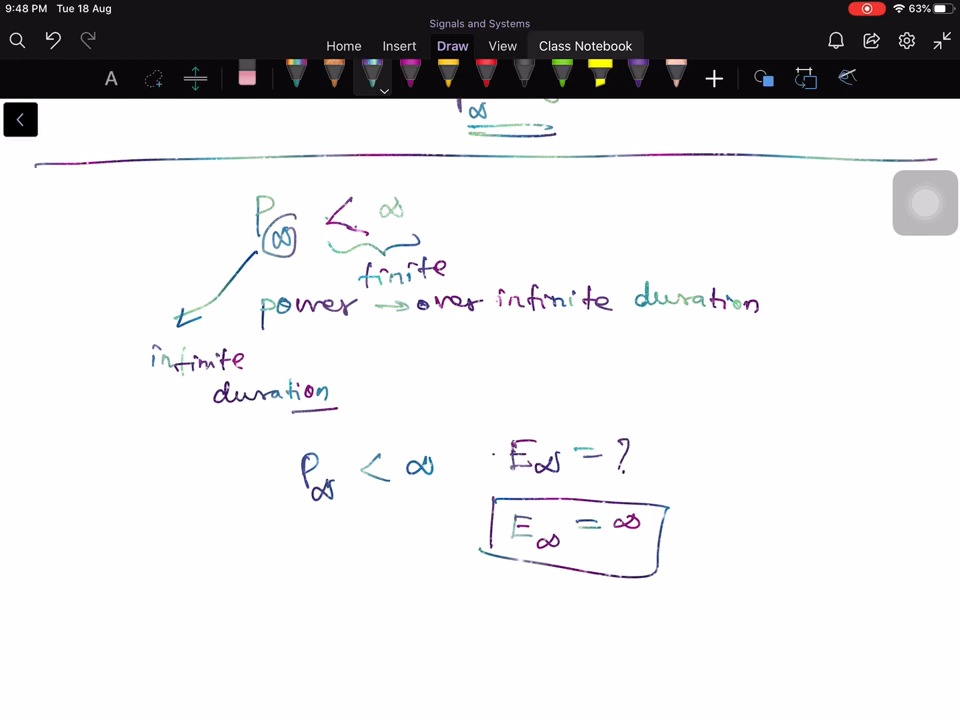 9:48 PM Tue 18 Aug
63%
Signals and Systems
Home Insert Draw View Class Notebook
A
P∞
P∞ < ∞
finite
power → over infinite duration
infinite
duration
P∞ < ∞ E∞ = ?
E∞ = ∞